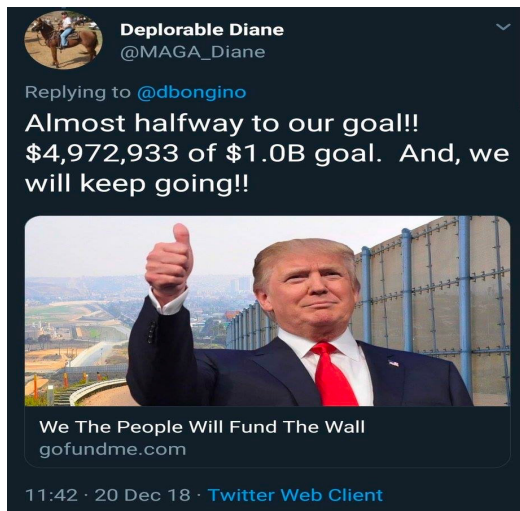 Deplorable Diane
@MAGA_Diane
Replying to @dbongino
Almost halfway to our goal!!
$4,972,933 of $1.0B goal. And, we
will keep going!!
We The People Will Fund The Wall
gofundme.com
11:42 · 20 Dec 18 · Twitter Web Client